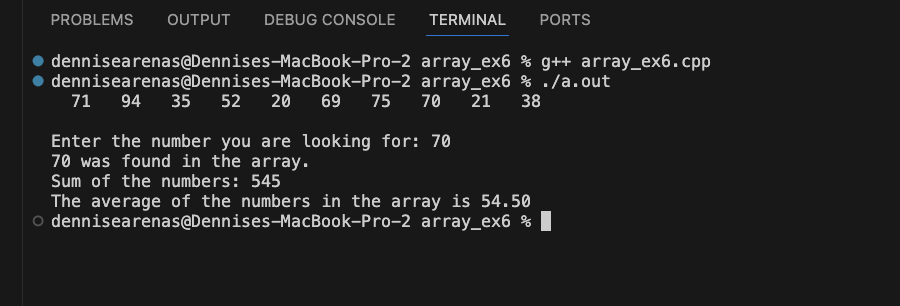 PROBLEMS OUTPUT DEBUG CONSOLE TERMINAL PORTS
dennisearenas@Dennises-MacBook-Pro-2 array_ex6 % g++ array_ex6.cpp
dennisearenas@Dennises-MacBook-Pro-2 array_ex6 % ./a.out
71 94 35 52 20 69 75 70 21 38
Enter the number you are looking for: 70
70 was found in the array.
Sum of the numbers: 545
The average of the numbers in the array is 54.50
dennisearenas@Dennises-MacBook-Pro-2 array_ex6 %